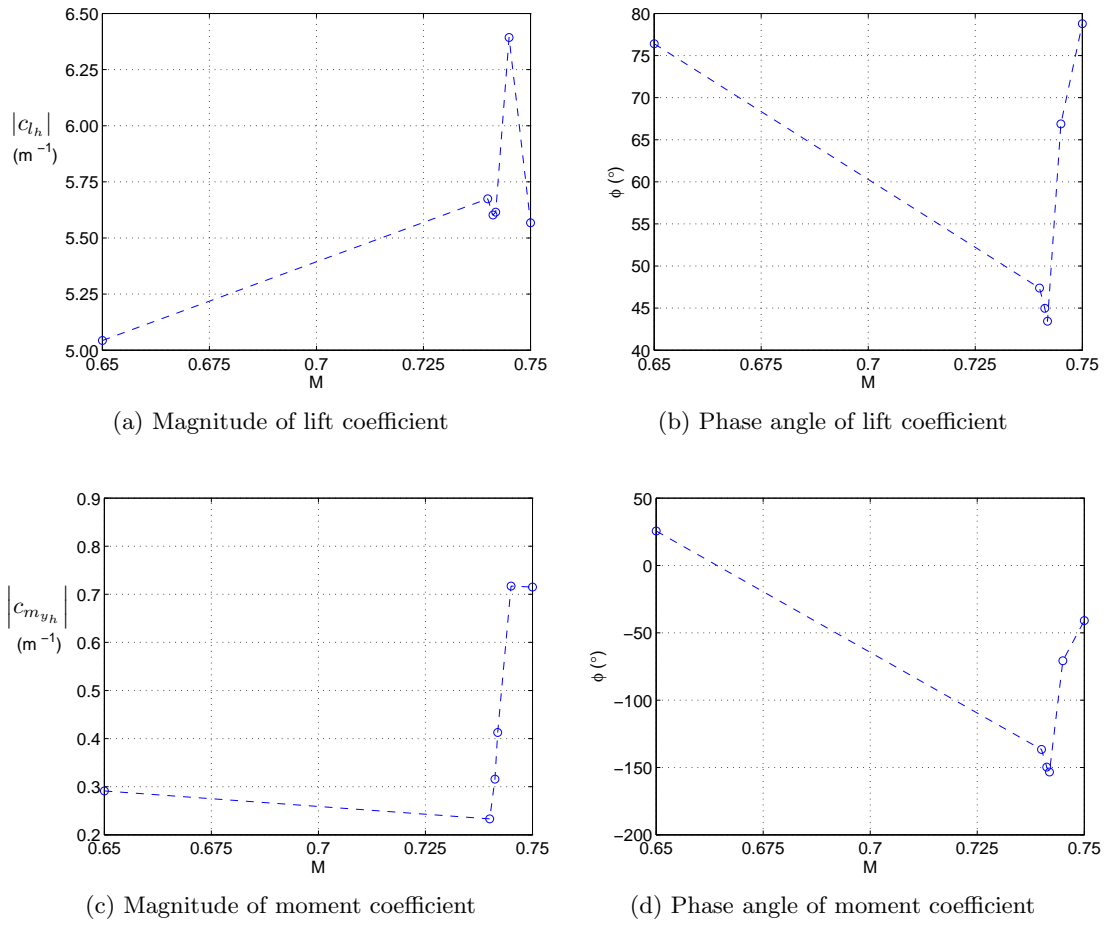 6.50
6.25
6.00
5.75
5.50
5.25
5.00
|c_{l_h}|
(m⁻¹)
0.65 0.675 0.7 0.725 0.75
M
(a) Magnitude of lift coefficient
80
75
70
65
60
55
50
45
40
ϕ (°)
0.65 0.675 0.7 0.725 0.75
M
(b) Phase angle of lift coefficient
0.9
0.8
0.7
0.6
0.5
0.4
0.3
0.2
|c_{m_{y_h}}|
(m⁻¹)
0.65 0.675 0.7 0.725 0.75
M
(c) Magnitude of moment coefficient
50
0
−50
−100
−150
−200
ϕ (°)
0.65 0.675 0.7 0.725 0.75
M
(d) Phase angle of moment coefficient